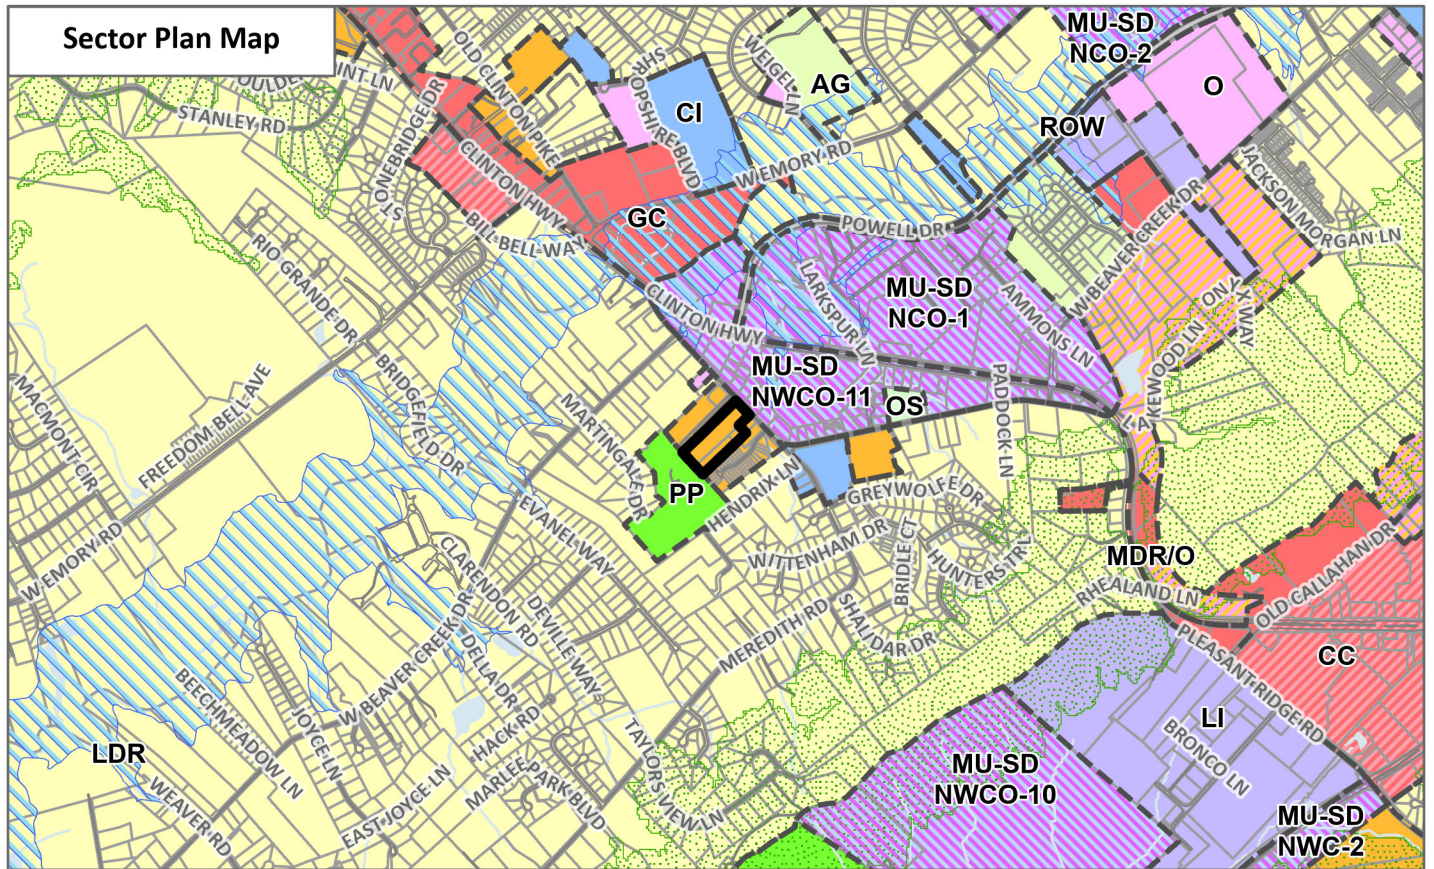 Sector Plan Map
MU-SD
NCO-2
OLD CLINTON PIKE
SHROPSHIRE BLVD
WEIGEL LN
AG
CI
O
ROW
STANLEY RD
STONEBRIDGE DR
CLINTON HWY
W EMORY RD
JACKSON MORGAN LN
BILL BELL WAY
GC
POWELL DR
W BEAVER CREEK DR
RIO GRANDE DR
LARKSPUR LN
MU-SD
NCO-1
AMMONS LN
ONYX WAY
CLINTON HWY
MU-SD
NWCO-11
OS
PADDOCK LN
LAKEWOOD LN
MACMONT CIR
FREEDOM BELL AVE
BRIDGEFIELD DR
MARTINGALE DR
PP
HENDRIX LN
GREYWOLFE DR
W EMORY RD
EVANEL WAY
WITTENHAM DR
BRIDLE CT
HUNTERS TRL
MDR/O
RHEALAND LN
OLD CALLAHAN DR
CLARENDON RD
DEVILLE WAY
MEREDITH RD
SHALIDAR DR
PLEASANT RIDGE RD
CC
W BEAVER CREEK DR
DELLA DR
BEECHMEADOW LN
JOYCE LN
HACK RD
TAYLORS VIEW LN
LI
BRONCO LN
LDR
WEAVER RD
EAST JOYCE LN
MARLEE PARK BLVD
MU-SD
NWCO-10
MU-SD
NWC-2